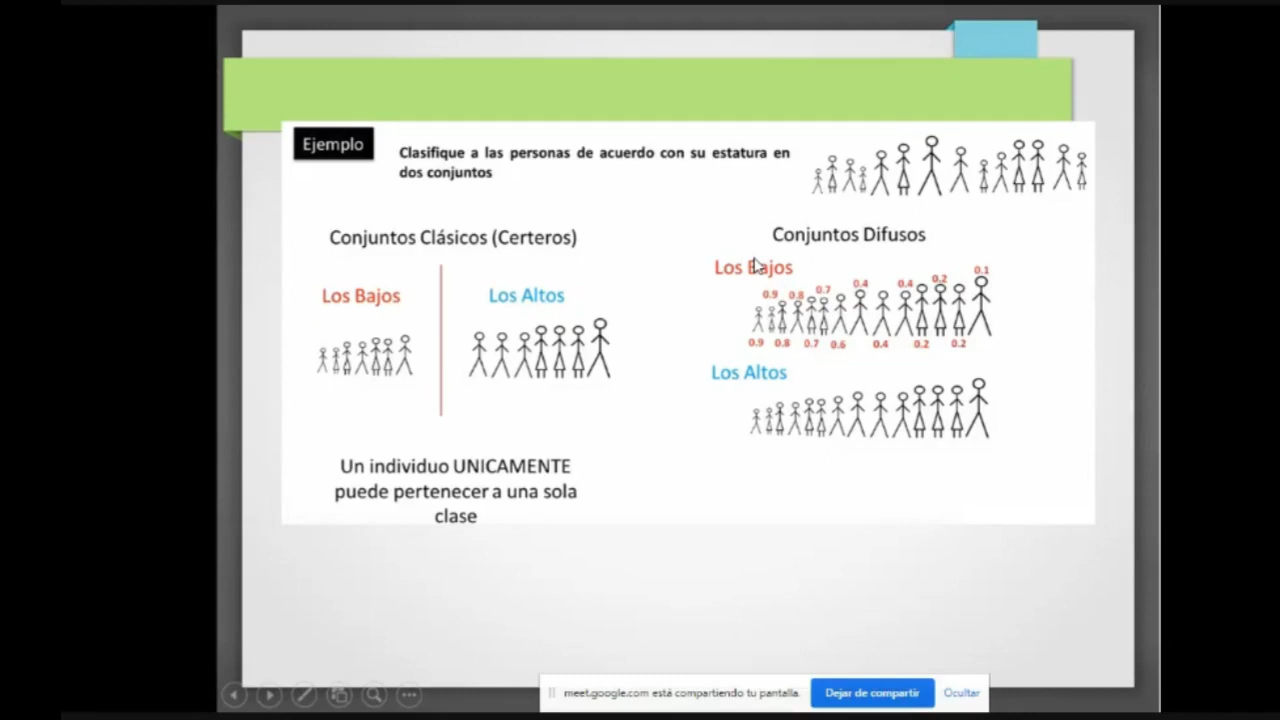 Ejemplo
Clasifique a las personas de acuerdo con su estatura en
dos conjuntos
Conjuntos Clásicos (Certeros)
Los Bajos
Los Altos
Un individuo UNICAMENTE
puede pertenecer a una sola
clase
Conjuntos Difusos
Los Bajos
0.9 0.8 0.7 0.4 0.4 0.2 0.1
0.9 0.8 0.7 0.6 0.4 0.2 0.2
Los Altos
meet.google.com está compartiendo tu pantalla.
Dejar de compartir
Ocultar